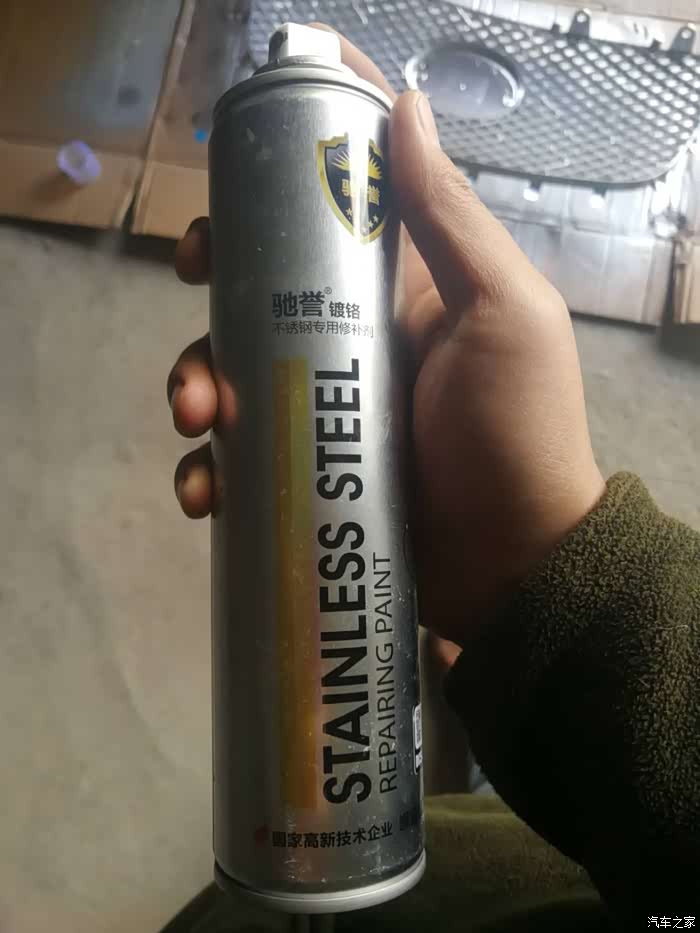 驰誉
驰誉® 镀铬
不锈钢专用修补剂
STAINLESS STEEL
REPAIRING PAINT
國家高新技术企业
汽车之家